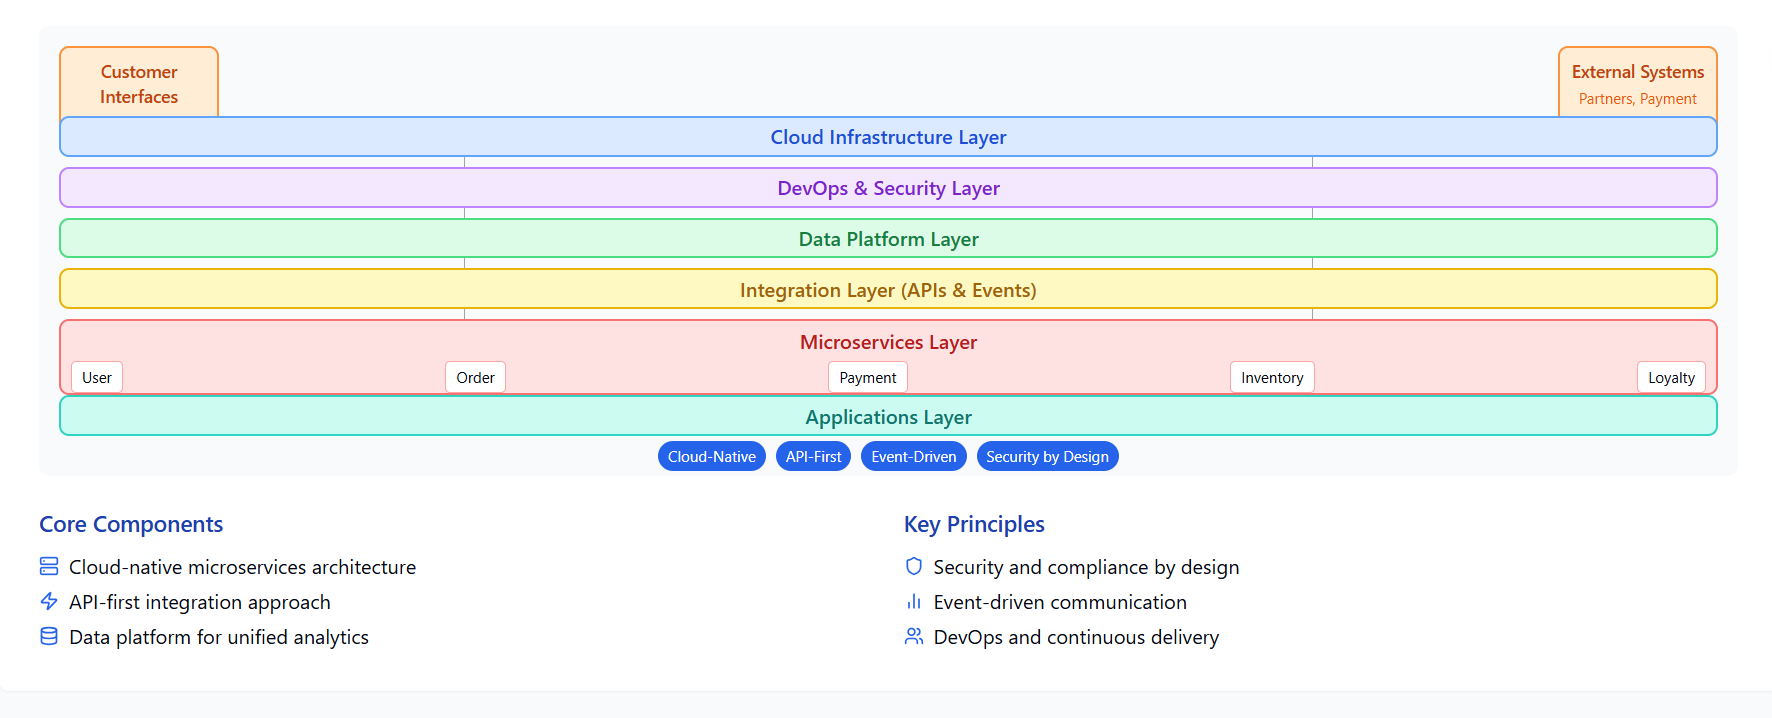 Customer
Interfaces
External Systems
Partners, Payment
Cloud Infrastructure Layer
DevOps & Security Layer
Data Platform Layer
Integration Layer (APIs & Events)
Microservices Layer
User
Order
Payment
Inventory
Loyalty
Applications Layer
Cloud-Native
API-First
Event-Driven
Security by Design
Core Components
Cloud-native microservices architecture
API-first integration approach
Data platform for unified analytics
Key Principles
Security and compliance by design
Event-driven communication
DevOps and continuous delivery